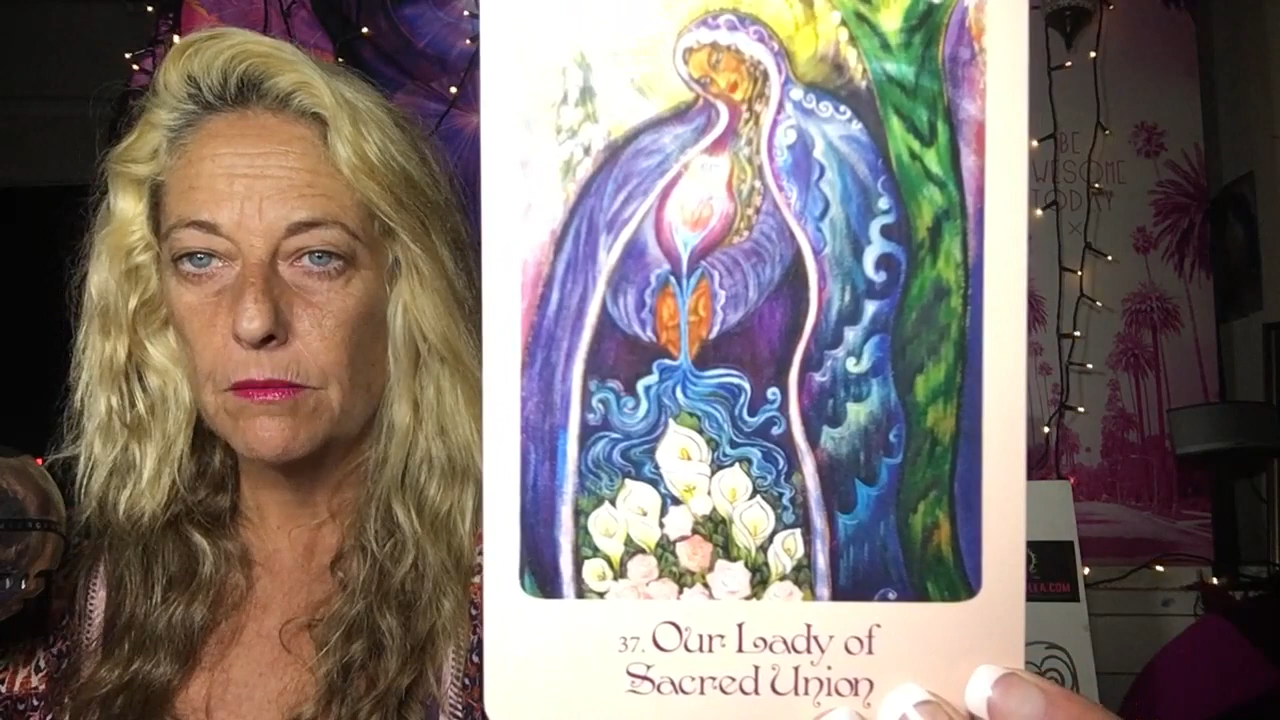 37. Our Lady of
Sacred Union
BE
AWESOME
TODAY
X